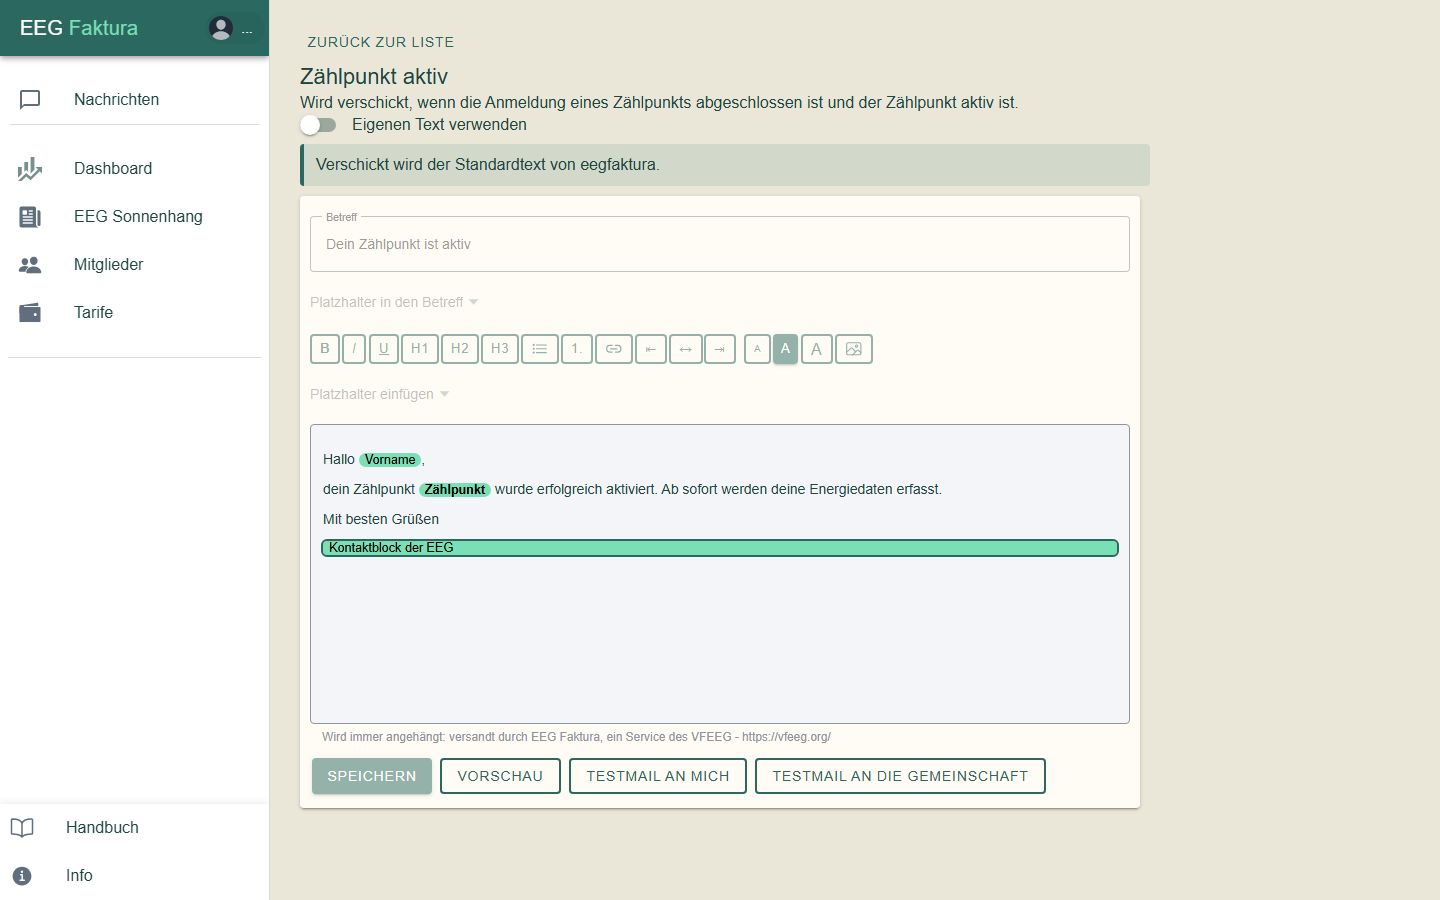 EEG Faktura
...
Nachrichten
Dashboard
EEG Sonnenhang
Mitglieder
Tarife
Handbuch
Info
ZURÜCK ZUR LISTE
Zählpunkt aktiv
Wird verschickt, wenn die Anmeldung eines Zählpunkts abgeschlossen ist und der Zählpunkt aktiv ist.
Eigenen Text verwenden
Verschickt wird der Standardtext von eegfaktura.
Betreff
Dein Zählpunkt ist aktiv
Platzhalter in den Betreff
B I U H1 H2 H3 1. A A A
Platzhalter einfügen
Hallo Vorname,
dein Zählpunkt Zählpunkt wurde erfolgreich aktiviert. Ab sofort werden deine Energiedaten erfasst.
Mit besten Grüßen
Kontaktblock der EEG
Wird immer angehängt: versandt durch EEG Faktura, ein Service des VFEEG - https://vfeeg.org/
SPEICHERN VORSCHAU TESTMAIL AN MICH TESTMAIL AN DIE GEMEINSCHAFT